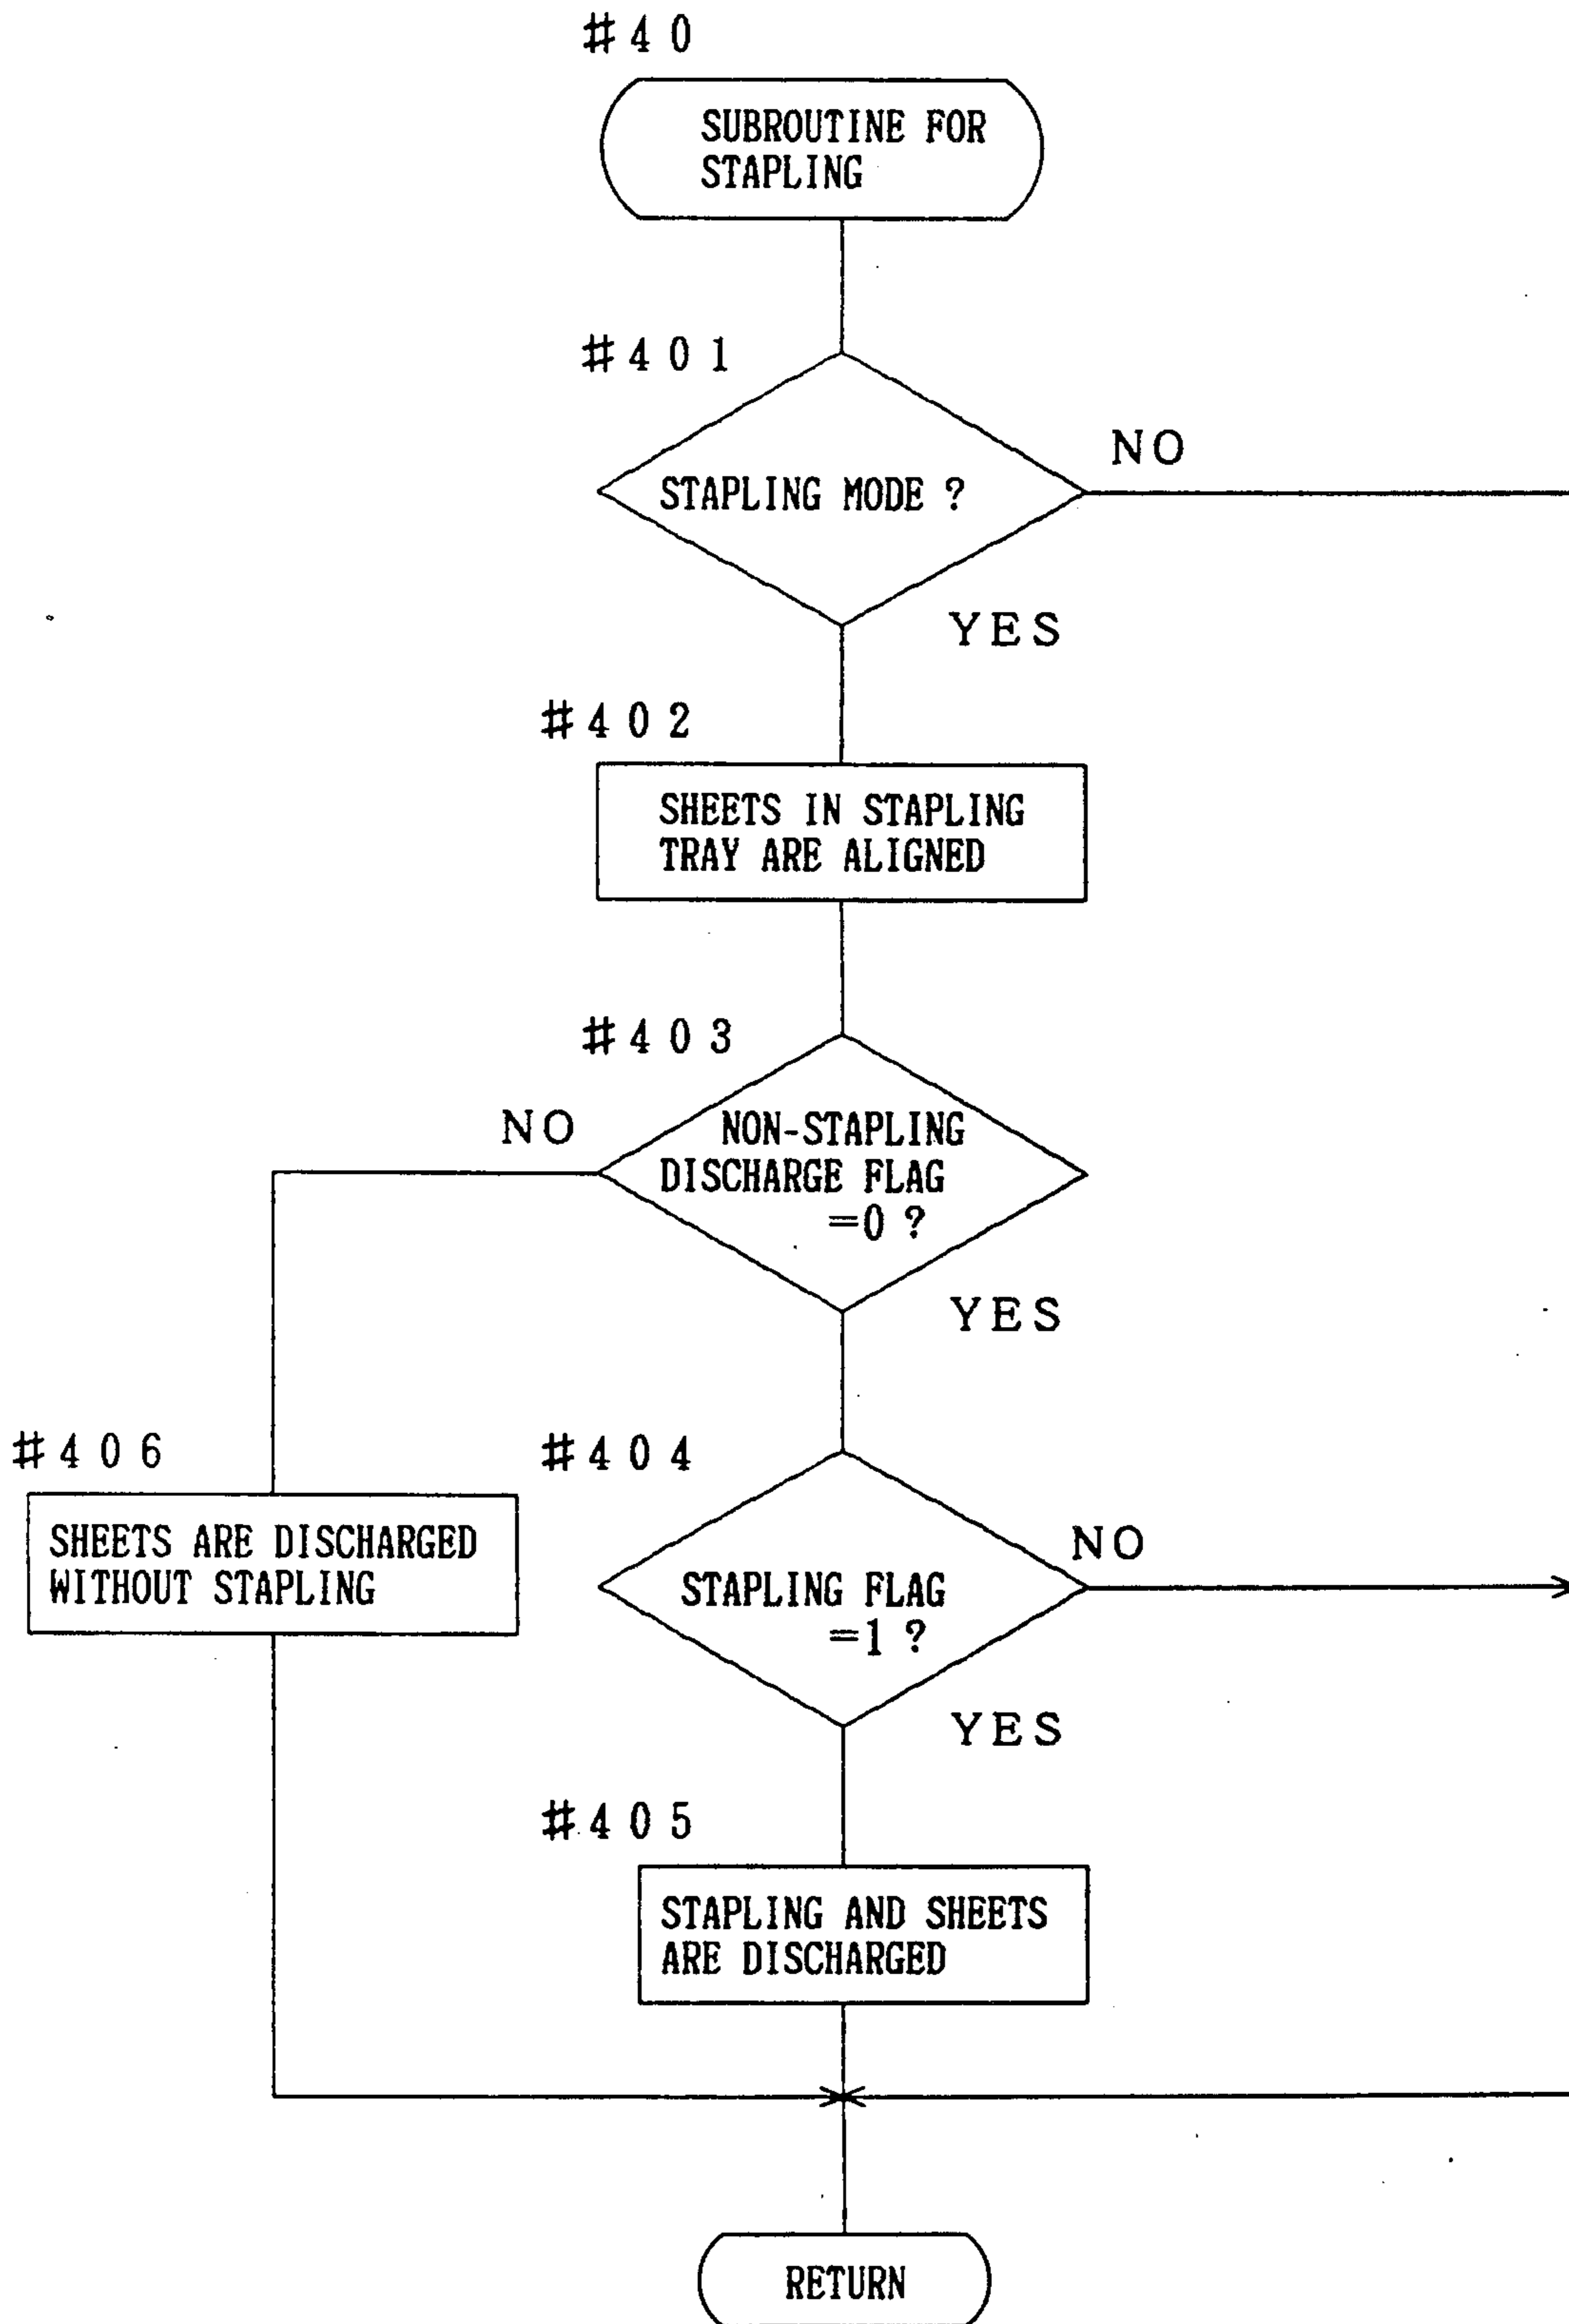 #40
SUBROUTINE FOR
STAPLING
#401
NO
STAPLING MODE ?
YES
#402
SHEETS IN STAPLING
TRAY ARE ALIGNED
#403
NO
NON-STAPLING
DISCHARGE FLAG
=0 ?
YES
#406
#404
SHEETS ARE DISCHARGED
WITHOUT STAPLING
NO
STAPLING FLAG
=1 ?
YES
#405
STAPLING AND SHEETS
ARE DISCHARGED
RETURN